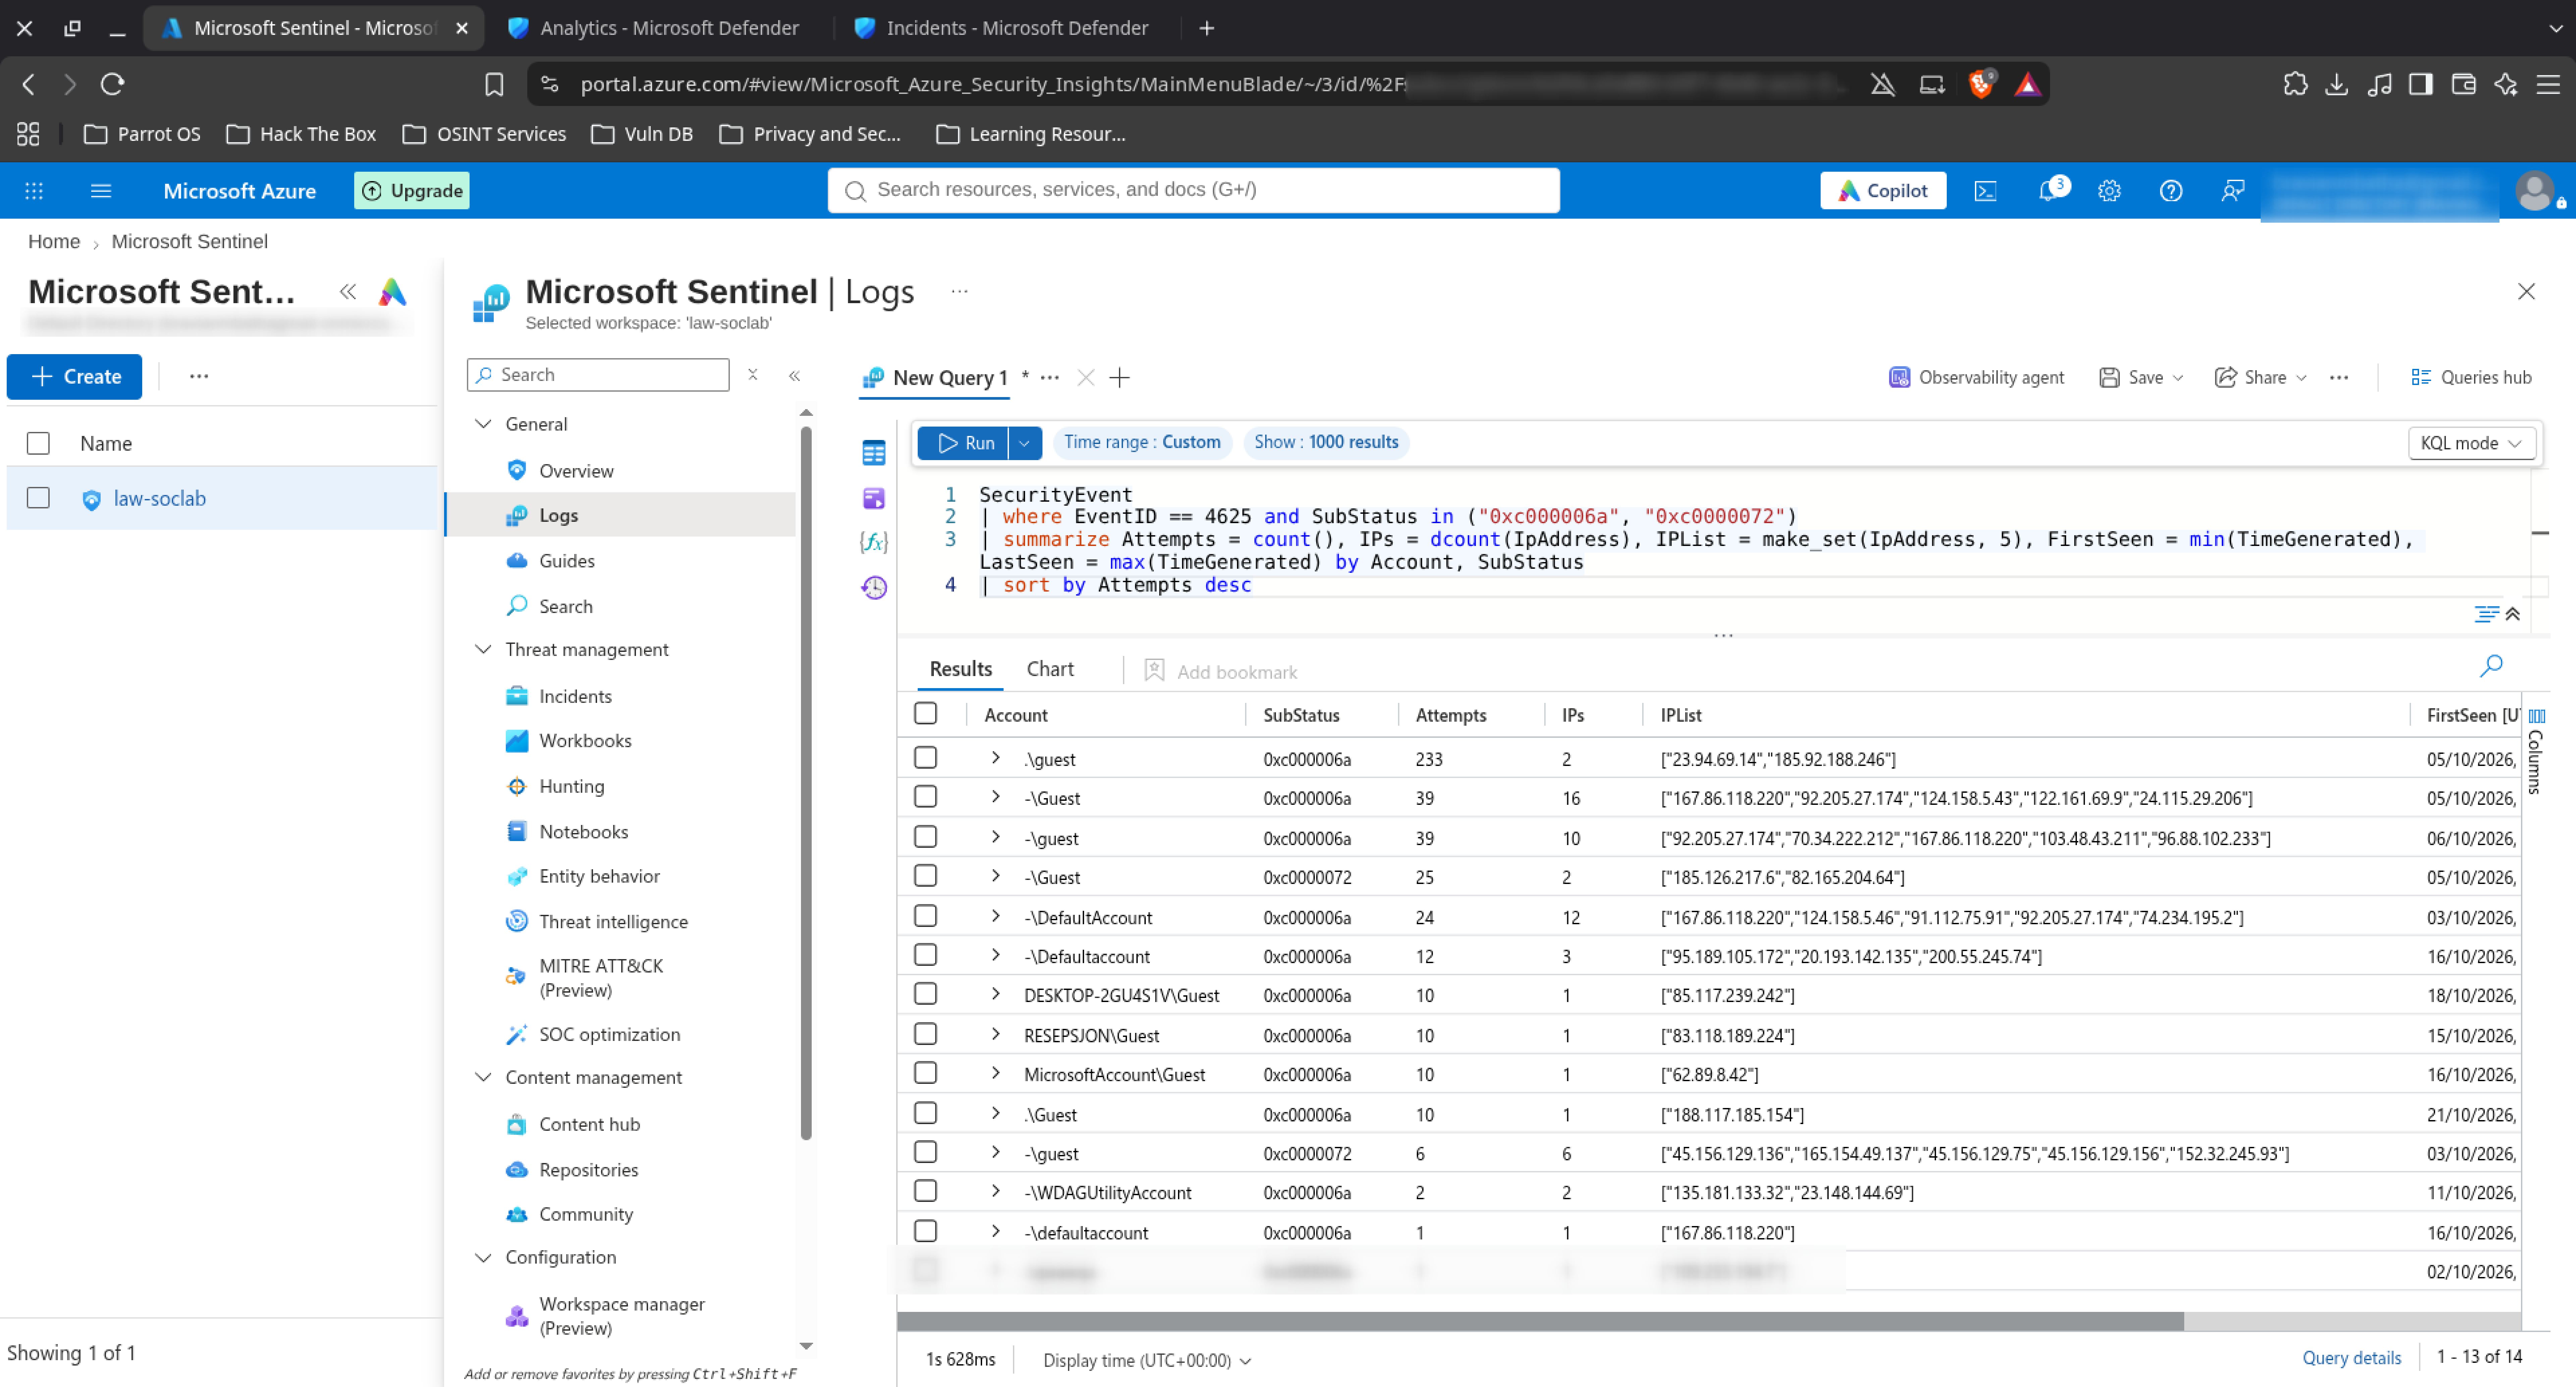 Microsoft Sentinel - Microsof
Analytics - Microsoft Defender
Incidents - Microsoft Defender
portal.azure.com/#view/Microsoft_Azure_Security_Insights/MainMenuBlade/~/3/id/%2F
9
Parrot OS
Hack The Box
OSINT Services
Vuln DB
Privacy and Sec...
Learning Resour...
Microsoft Azure
Upgrade
Search resources, services, and docs (G+/)
Copilot
3
Home
Microsoft Sentinel
Microsoft Sent...
Create
Name
law-soclab
Showing 1 of 1
Microsoft Sentinel | Logs
Selected workspace: 'law-soclab'
Search
General
Overview
Logs
Guides
Search
Threat management
Incidents
Workbooks
Hunting
Notebooks
Entity behavior
Threat intelligence
MITRE ATT&CK
(Preview)
SOC optimization
Content management
Content hub
Repositories
Community
Configuration
Workspace manager
(Preview)
Add or remove favorites by pressing Ctrl+Shift+F
New Query 1 *
Observability agent
Save
Share
Queries hub
Run
Time range : Custom
Show : 1000 results
KQL mode
1 SecurityEvent
2 | where EventID == 4625 and SubStatus in ("0xc000006a", "0xc0000072")
3 | summarize Attempts = count(), IPs = dcount(IpAddress), IPList = make_set(IpAddress, 5), FirstSeen = min(TimeGenerated),
LastSeen = max(TimeGenerated) by Account, SubStatus
4 | sort by Attempts desc
Results
Chart
Add bookmark
Account SubStatus Attempts IPs IPList FirstSeen [U
.\guest 0xc000006a 233 2 ["23.94.69.14","185.92.188.246"] 05/10/2026,
-\Guest 0xc000006a 39 16 ["167.86.118.220","92.205.27.174","124.158.5.43","122.161.69.9","24.115.29.206"] 05/10/2026,
-\guest 0xc000006a 39 10 ["92.205.27.174","70.34.222.212","167.86.118.220","103.48.43.211","96.88.102.233"] 06/10/2026,
-\Guest 0xc0000072 25 2 ["185.126.217.6","82.165.204.64"] 05/10/2026,
-\DefaultAccount 0xc000006a 24 12 ["167.86.118.220","124.158.5.46","91.112.75.91","92.205.27.174","74.234.195.2"] 03/10/2026,
-\Defaultaccount 0xc000006a 12 3 ["95.189.105.172","20.193.142.135","200.55.245.74"] 16/10/2026,
DESKTOP-2GU4S1V\Guest 0xc000006a 10 1 ["85.117.239.242"] 18/10/2026,
RESEPSJON\Guest 0xc000006a 10 1 ["83.118.189.224"] 15/10/2026,
MicrosoftAccount\Guest 0xc000006a 10 1 ["62.89.8.42"] 16/10/2026,
.\Guest 0xc000006a 10 1 ["188.117.185.154"] 21/10/2026,
-\guest 0xc0000072 6 6 ["45.156.129.136","165.154.49.137","45.156.129.75","45.156.129.156","152.32.245.93"] 03/10/2026,
-\WDAGUtilityAccount 0xc000006a 2 2 ["135.181.133.32","23.148.144.69"] 11/10/2026,
-\defaultaccount 0xc000006a 1 1 ["167.86.118.220"] 16/10/2026,
02/10/2026,
Columns
1s 628ms
Display time (UTC+00:00)
Query details
1 - 13 of 14